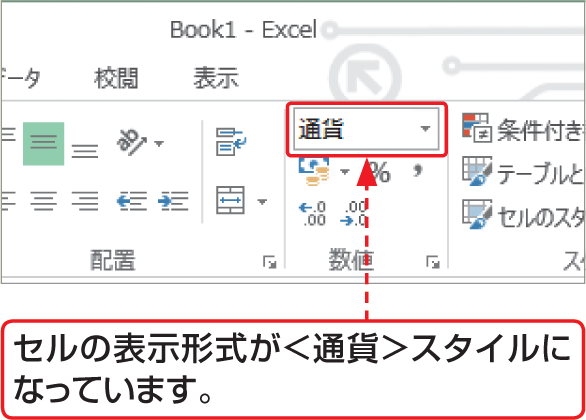 Book1 - Excel
データ 校閲 表示
通貨
条件付き
% ,
テーブルと
←.0 .00
.00 →.0
セルのスタ
配置 数値 ス
セルの表示形式が＜通貨＞スタイルに
なっています。